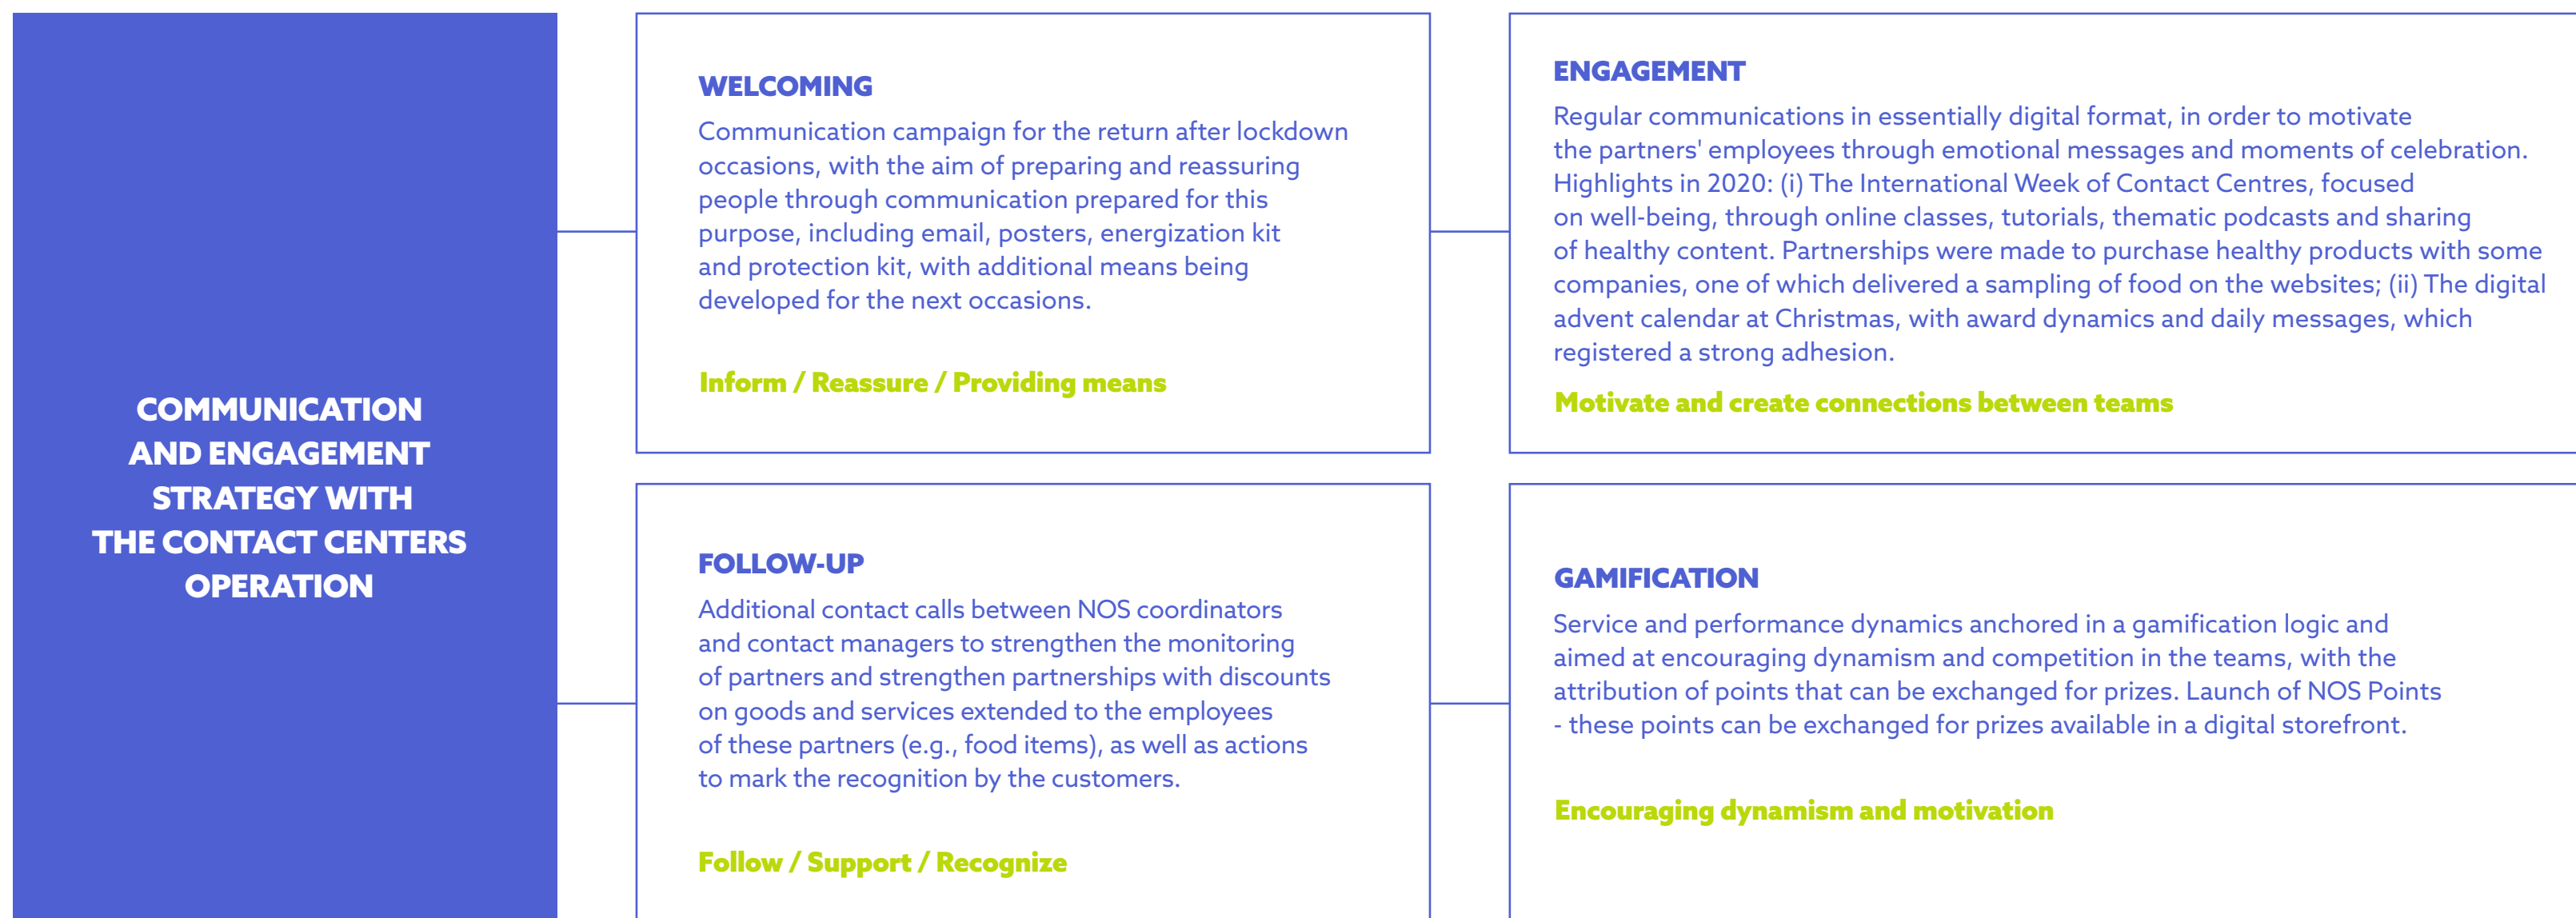 COMMUNICATION
AND ENGAGEMENT
STRATEGY WITH
THE CONTACT CENTERS
OPERATION
WELCOMING
Communication campaign for the return after lockdown
occasions, with the aim of preparing and reassuring
people through communication prepared for this
purpose, including email, posters, energization kit
and protection kit, with additional means being
developed for the next occasions.
Inform / Reassure / Providing means
ENGAGEMENT
Regular communications in essentially digital format, in order to motivate
the partners' employees through emotional messages and moments of celebration.
Highlights in 2020: (i) The International Week of Contact Centres, focused
on well-being, through online classes, tutorials, thematic podcasts and sharing
of healthy content. Partnerships were made to purchase healthy products with some
companies, one of which delivered a sampling of food on the websites; (ii) The digital
advent calendar at Christmas, with award dynamics and daily messages, which
registered a strong adhesion.
Motivate and create connections between teams
FOLLOW-UP
Additional contact calls between NOS coordinators
and contact managers to strengthen the monitoring
of partners and strengthen partnerships with discounts
on goods and services extended to the employees
of these partners (e.g., food items), as well as actions
to mark the recognition by the customers.
Follow / Support / Recognize
GAMIFICATION
Service and performance dynamics anchored in a gamification logic and
aimed at encouraging dynamism and competition in the teams, with the
attribution of points that can be exchanged for prizes. Launch of NOS Points
- these points can be exchanged for prizes available in a digital storefront.
Encouraging dynamism and motivation